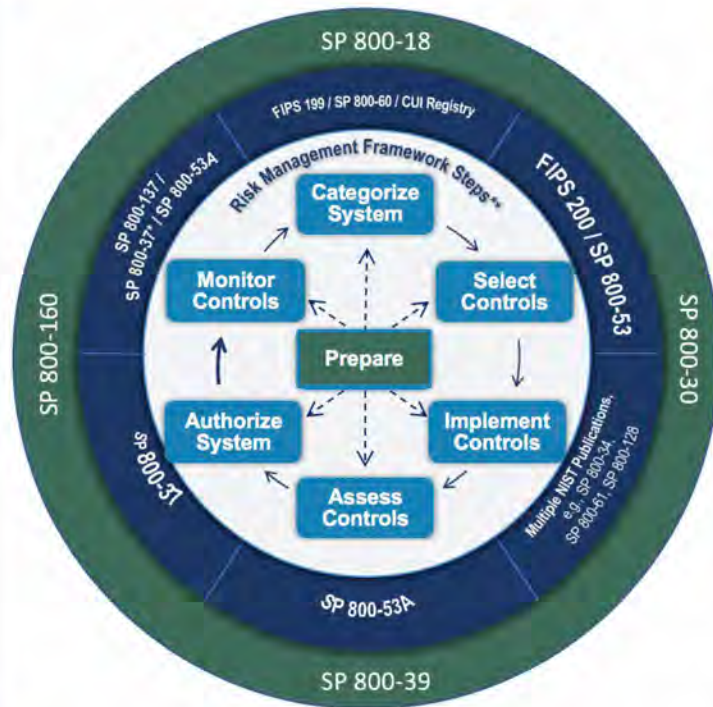 SP 800-18
FIPS 199 / SP 800-60 / CUI Registry
FIPS 200 / SP 800-53
SP 800-30
Multiple NIST Publications,
e.g., SP 800-34,
SP 800-61, SP 800-128
SP 800-39
SP 800-53A
SP 800-37
SP 800-160
SP 800-137 /
SP 800-37* / SP 800-53A
Risk Management Framework Steps**
Categorize
System
Select
Controls
Implement
Controls
Assess
Controls
Authorize
System
Monitor
Controls
Prepare